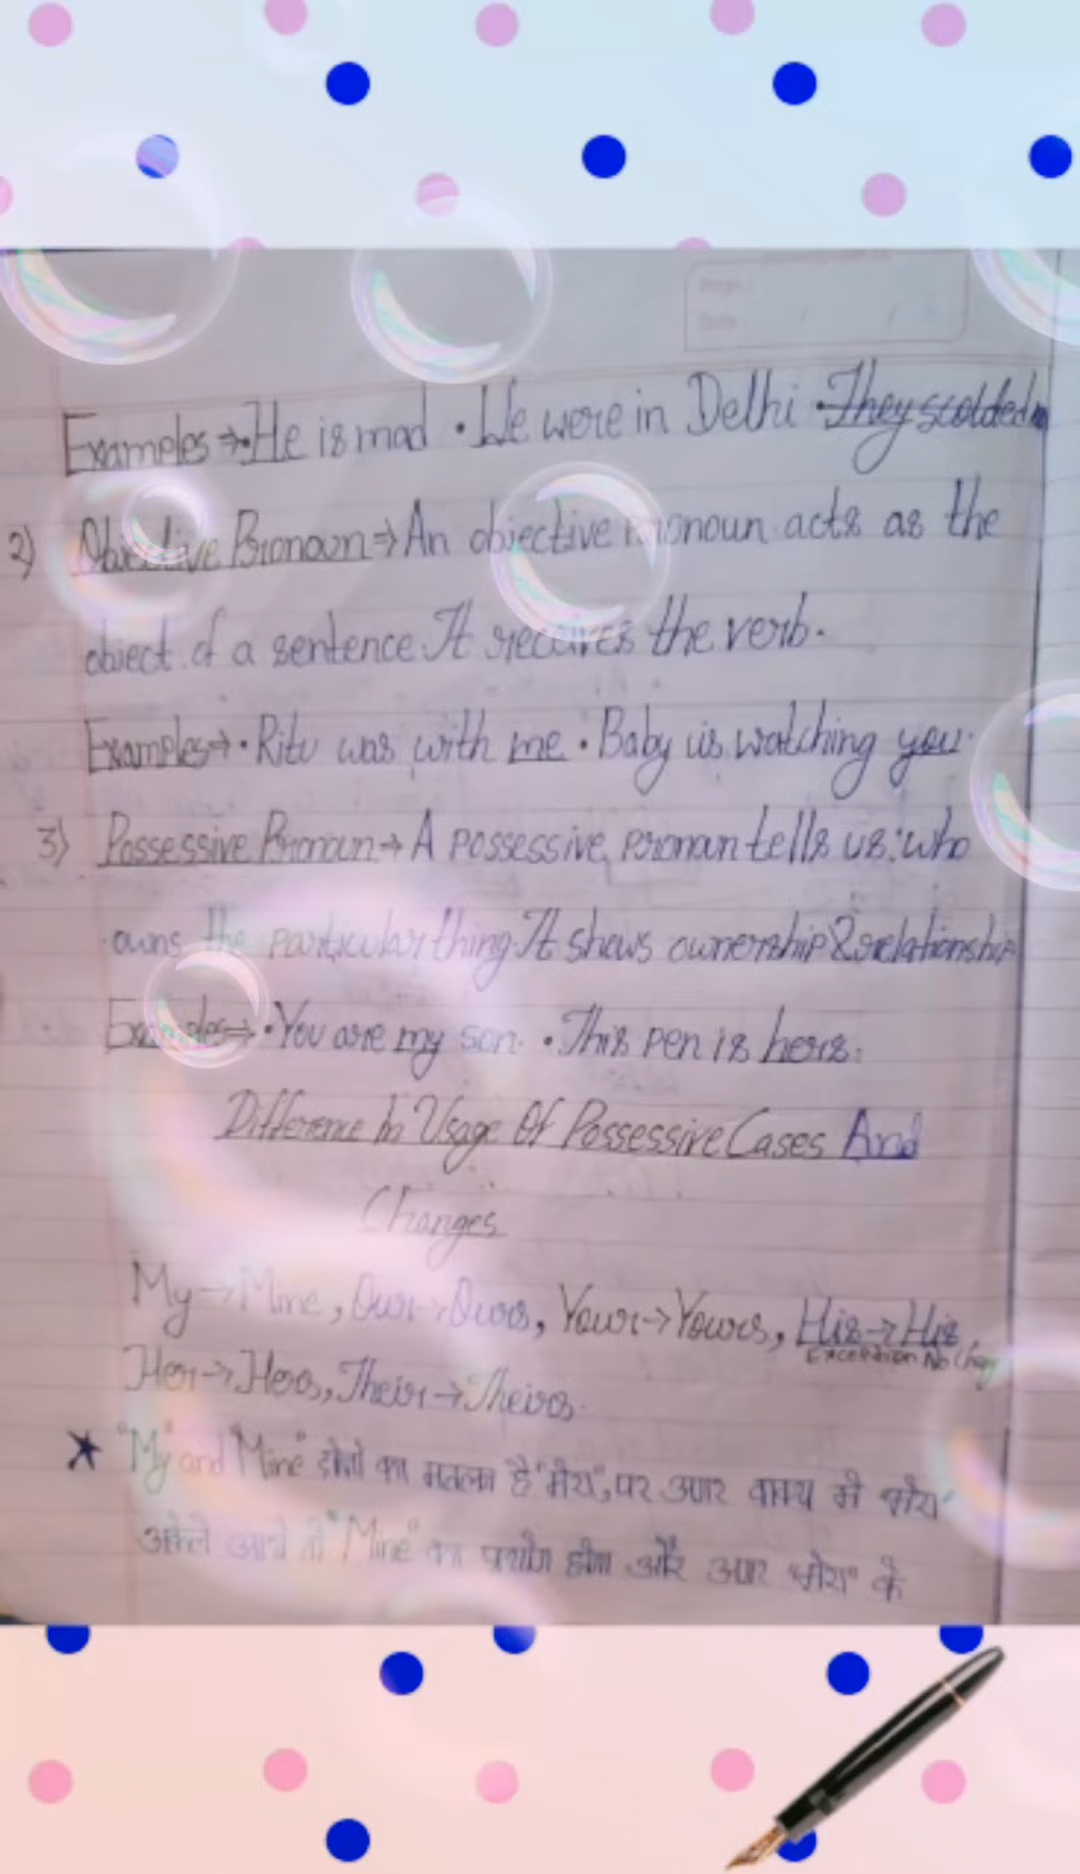 Page
Date
Examples →• He is mad • We were in Delhi • They scolded
2) Objective Pronoun ⇒ An objective Pronoun acts as the
object of a sentence It receives the verb.
Examples → • Ritu was with me • Baby is watching you.
3) Possessive Pronoun → A possessive pronoun tells us who
owns the particular thing. It shows ownership & relationship
Examples ⇒ • You are my son. • This pen is hers.
Difference In Usage Of Possessive Cases And
Changes
My → Mine, Our → Ours, Your → Yours, His → His,
Exception No Chang
Her → Hers, Their → Theirs.
★ "My" and "Mine" दोनों का मतलब है "मेरा", पर अगर वाक्य में "मेरा"
अकेले आये तो "Mine" का प्रयोग होगा और अगर "मेरा" के